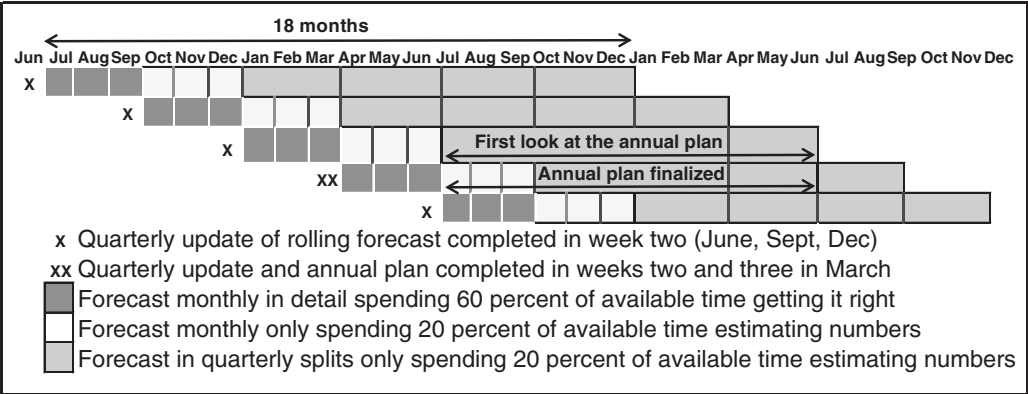 18 months
Jun Jul Aug Sep Oct Nov Dec Jan Feb Mar Apr May Jun Jul Aug Sep Oct Nov Dec Jan Feb Mar Apr May Jun Jul Aug Sep Oct Nov Dec
x
x
x First look at the annual plan
xx Annual plan finalized
x
x Quarterly update of rolling forecast completed in week two (June, Sept, Dec)
xx Quarterly update and annual plan completed in weeks two and three in March
Forecast monthly in detail spending 60 percent of available time getting it right
Forecast monthly only spending 20 percent of available time estimating numbers
Forecast in quarterly splits only spending 20 percent of available time estimating numbers